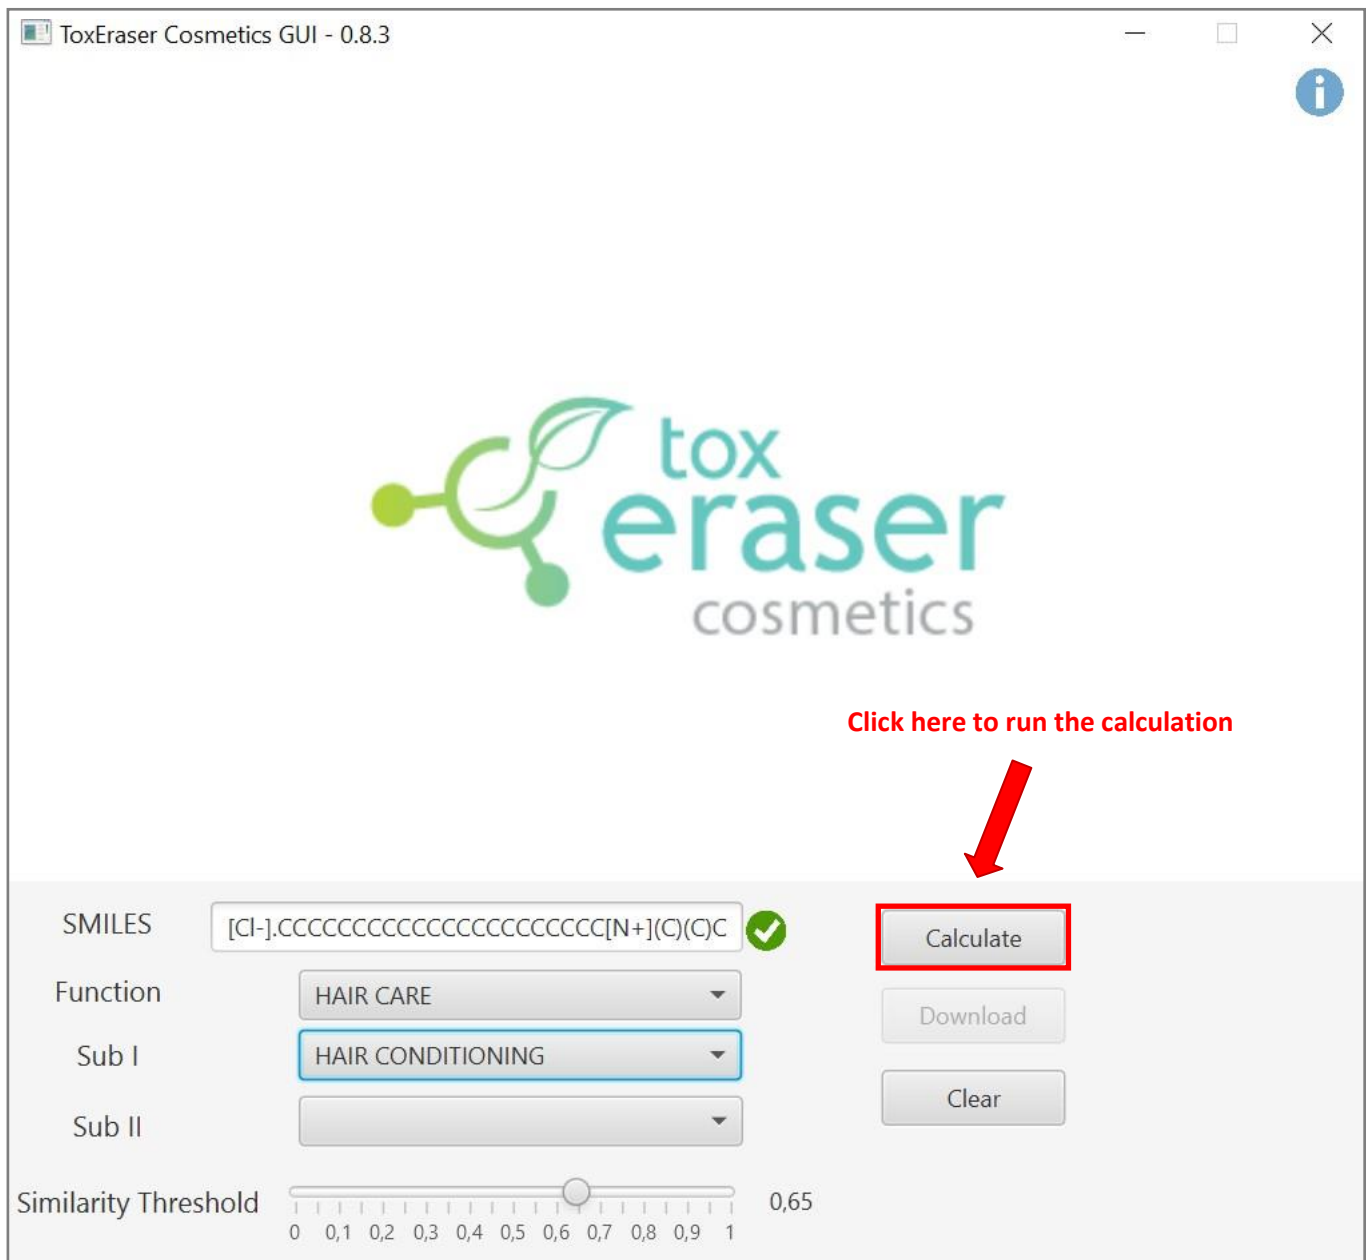 ToxEraser Cosmetics GUI - 0.8.3
tox
eraser
cosmetics
Click here to run the calculation
SMILES [Cl-].CCCCCCCCCCCCCCCCCCCCCC[N+](C)(C)C Calculate
Function HAIR CARE
Download
Sub I HAIR CONDITIONING
Clear
Sub II
Similarity Threshold 0,65
0 0,1 0,2 0,3 0,4 0,5 0,6 0,7 0,8 0,9 1